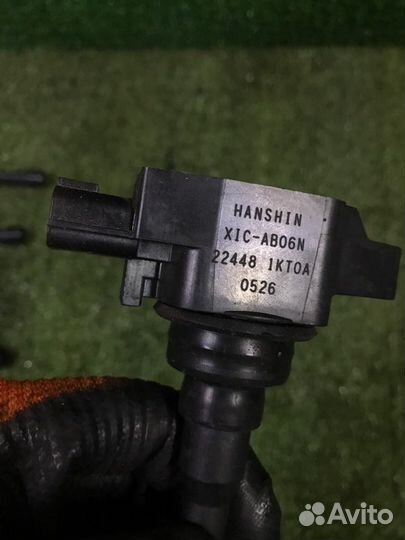 HANSHIN
XIC-AB06N
22448 1KT0A
0526
Avito